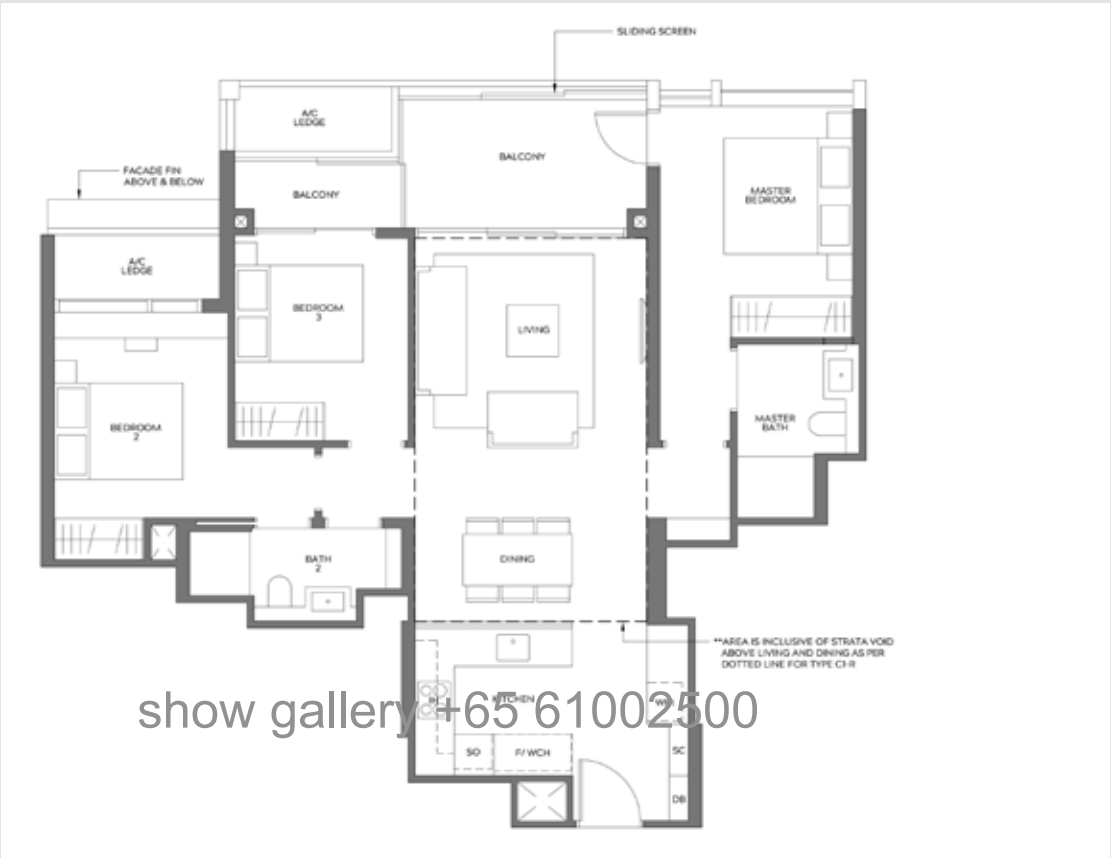 SLIDING SCREEN
A/C
LEDGE
BALCONY
FACADE FIN
ABOVE & BELOW
BALCONY
MASTER
BEDROOM
A/C
LEDGE
BEDROOM
3
LIVING
BEDROOM
2
MASTER
BATH
BATH
2
DINING
**AREA IS INCLUSIVE OF STRATA VOID
ABOVE LIVING AND DINING AS PER
DOTTED LINE FOR TYPE C1-R
KITCHEN
show gallery +65 61002500
SO
F/ WCH
SC
DB